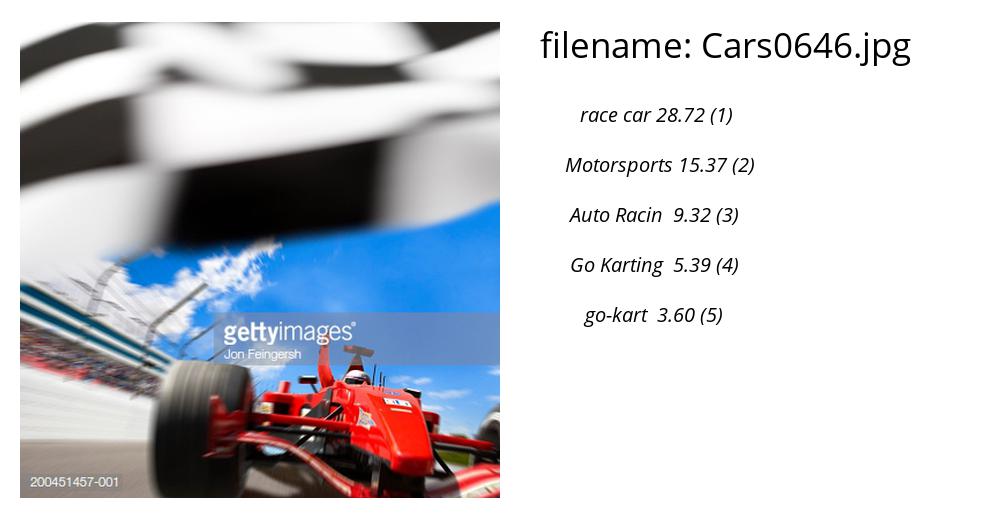 filename: Cars0646.jpg
race car 28.72 (1)
Motorsports 15.37 (2)
Auto Racin 9.32 (3)
Go Karting 5.39 (4)
go-kart 3.60 (5)
gettyimages®
Jon Feingersh
200451457-001